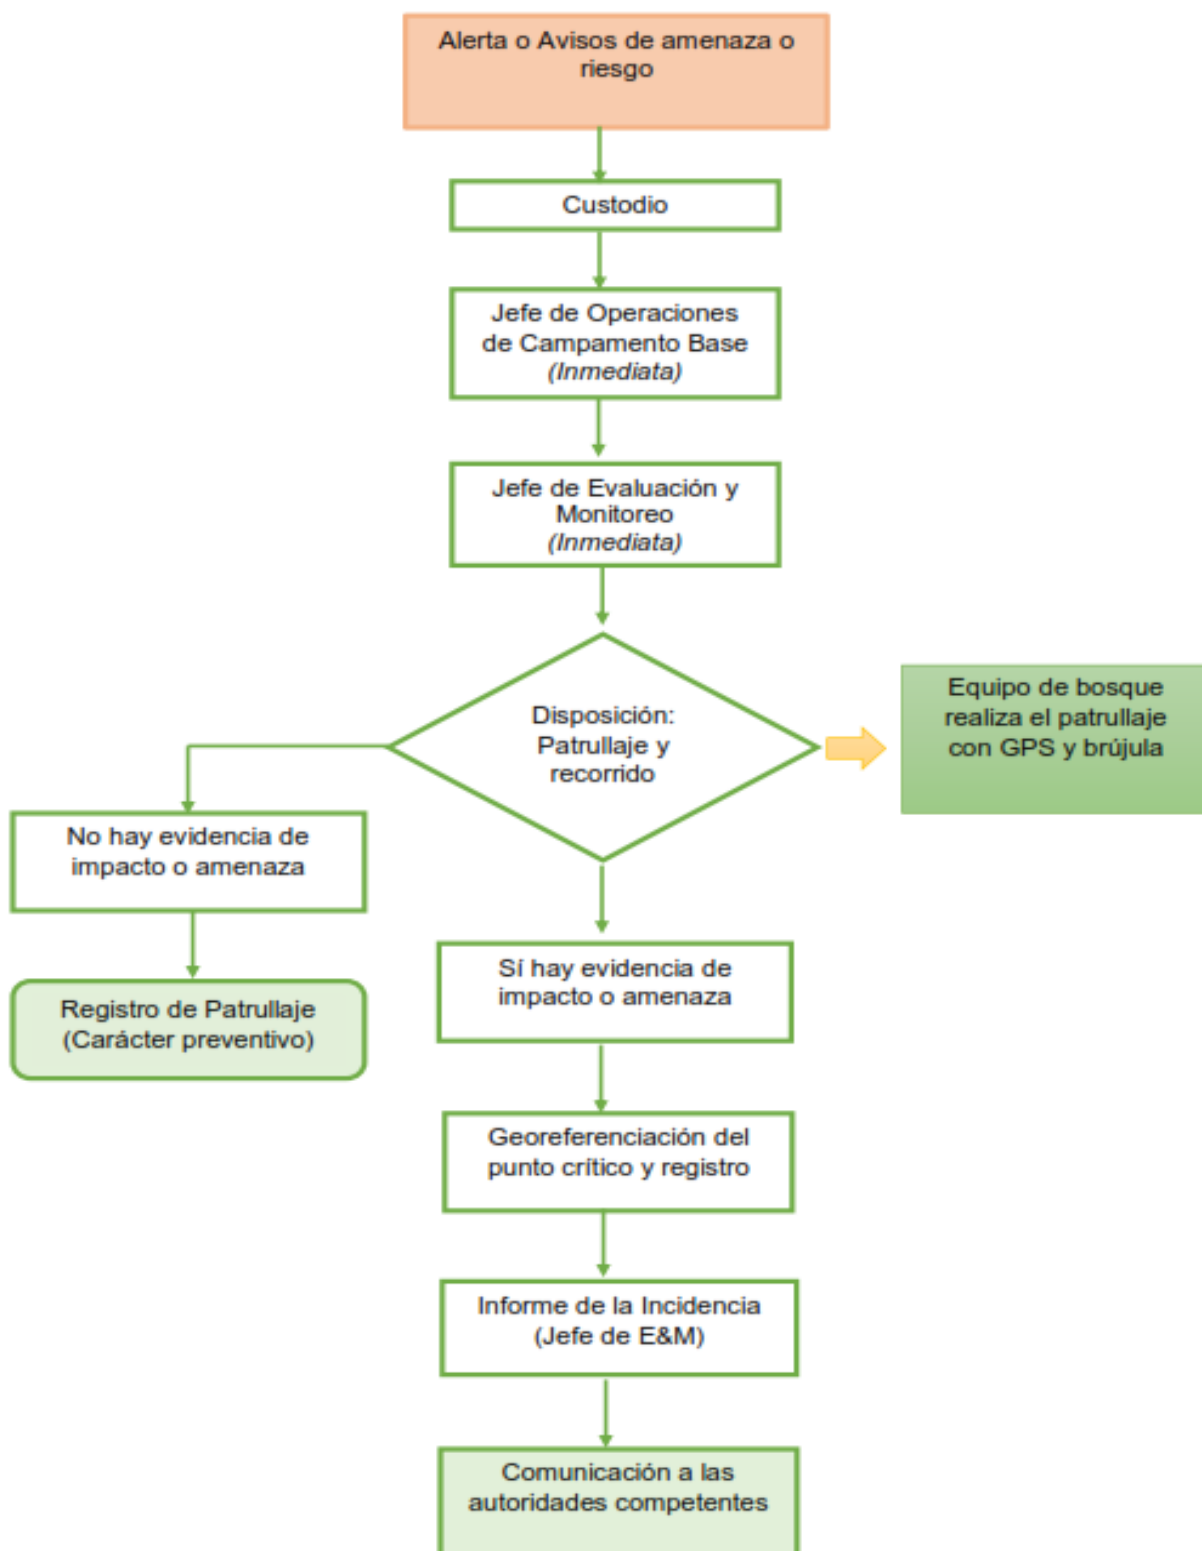 Alerta o Avisos de amenaza o
riesgo
Custodio
Jefe de Operaciones
de Campamento Base
(Inmediata)
Jefe de Evaluación y
Monitoreo
(Inmediata)
Disposición:
Patrullaje y
recorrido
Equipo de bosque
realiza el patrullaje
con GPS y brújula
No hay evidencia de
impacto o amenaza
Registro de Patrullaje
(Carácter preventivo)
Sí hay evidencia de
impacto o amenaza
Georeferenciación del
punto crítico y registro
Informe de la Incidencia
(Jefe de E&M)
Comunicación a las
autoridades competentes